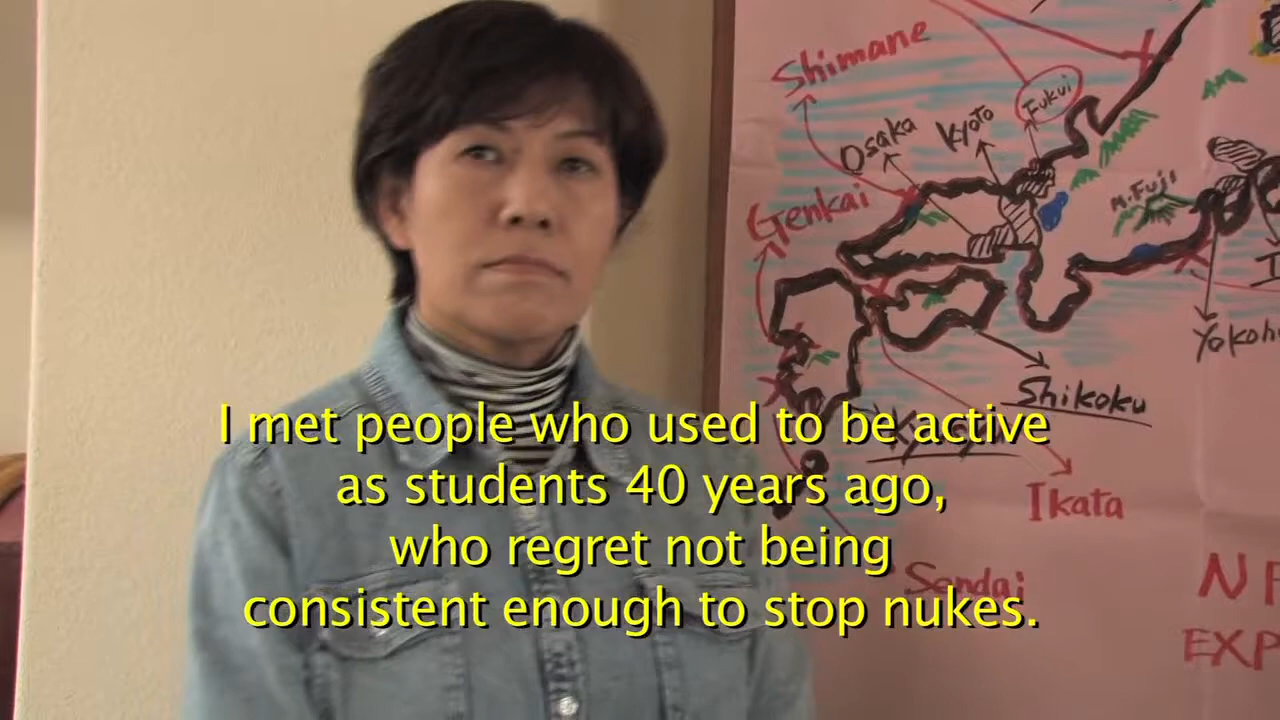 Shimane
Fukui
Osaka
Kyoto
Genkai
M.Fuji
Yokoh
Shikoku
I met people who used to be active
as students 40 years ago,
who regret not being
consistent enough to stop nukes.
Ikata
Sendai
EXP